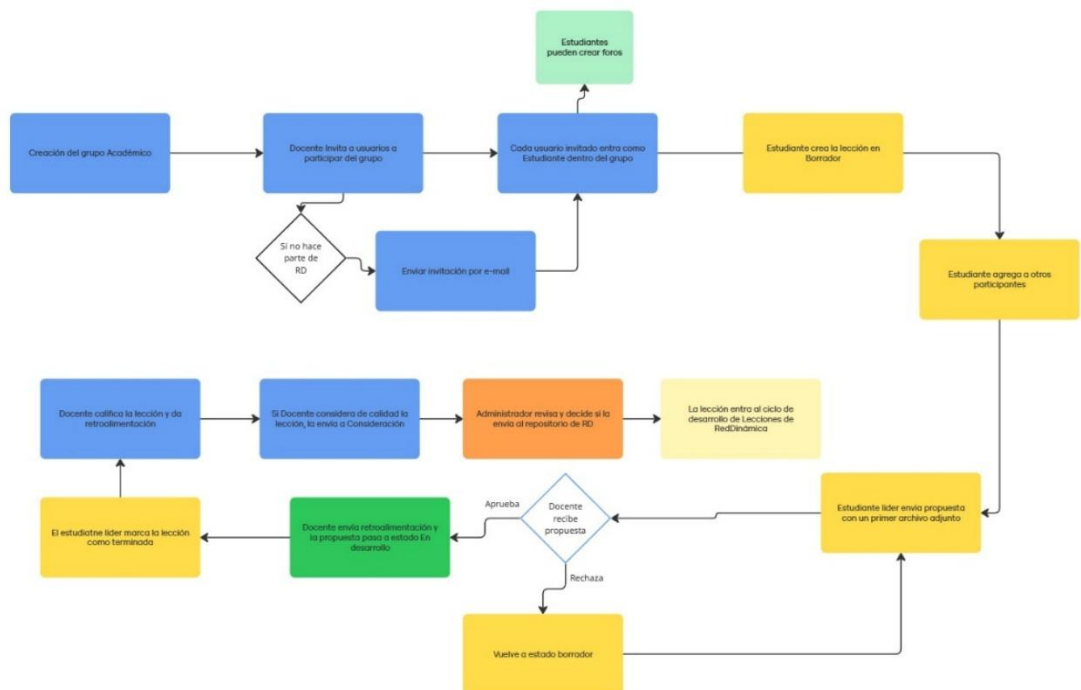 Estudiantes
pueden crear foros
Creación del grupo Académico
Docente Invita a usuarios a
participar del grupo
Cada usuario invitado entra como
Estudiante dentro del grupo
Estudiante crea la lección en
Borrador
Si no hace
parte de
RD
Enviar invitación por e-mail
Estudiante agrega a otros
participantes
Docente califica la lección y da
retroalimentación
Si Docente considera de calidad la
lección, la envía a Consideración
Administrador revisa y decide si la
envía al repositorio de RD
La lección entra al ciclo de
desarrollo de Lecciones de
RedDinámica
El estudiatne líder marca la lección
como terminada
Docente envía retroalimentación y
la propuesta pasa a estado En
desarrollo
Aprueba
Docente
recibe
propuesta
Estudiante líder envía propuesta
con un primer archivo adjunto
Rechaza
Vuelve a estado borrador